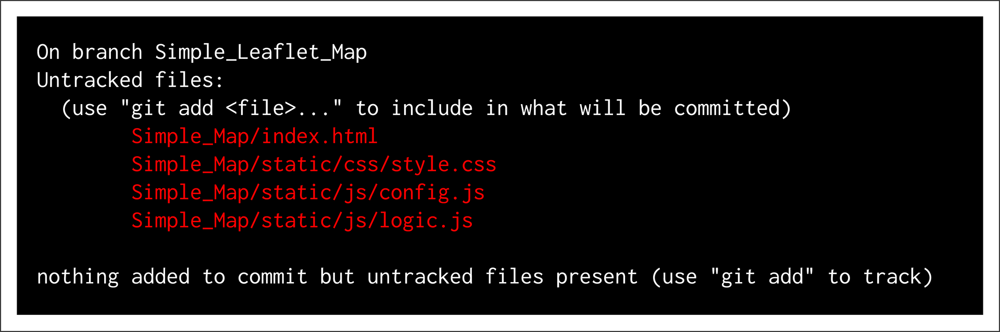 On branch Simple_Leaflet_Map
Untracked files:
  (use "git add <file>..." to include in what will be committed)
        Simple_Map/index.html
        Simple_Map/static/css/style.css
        Simple_Map/static/js/config.js
        Simple_Map/static/js/logic.js

nothing added to commit but untracked files present (use "git add" to track)